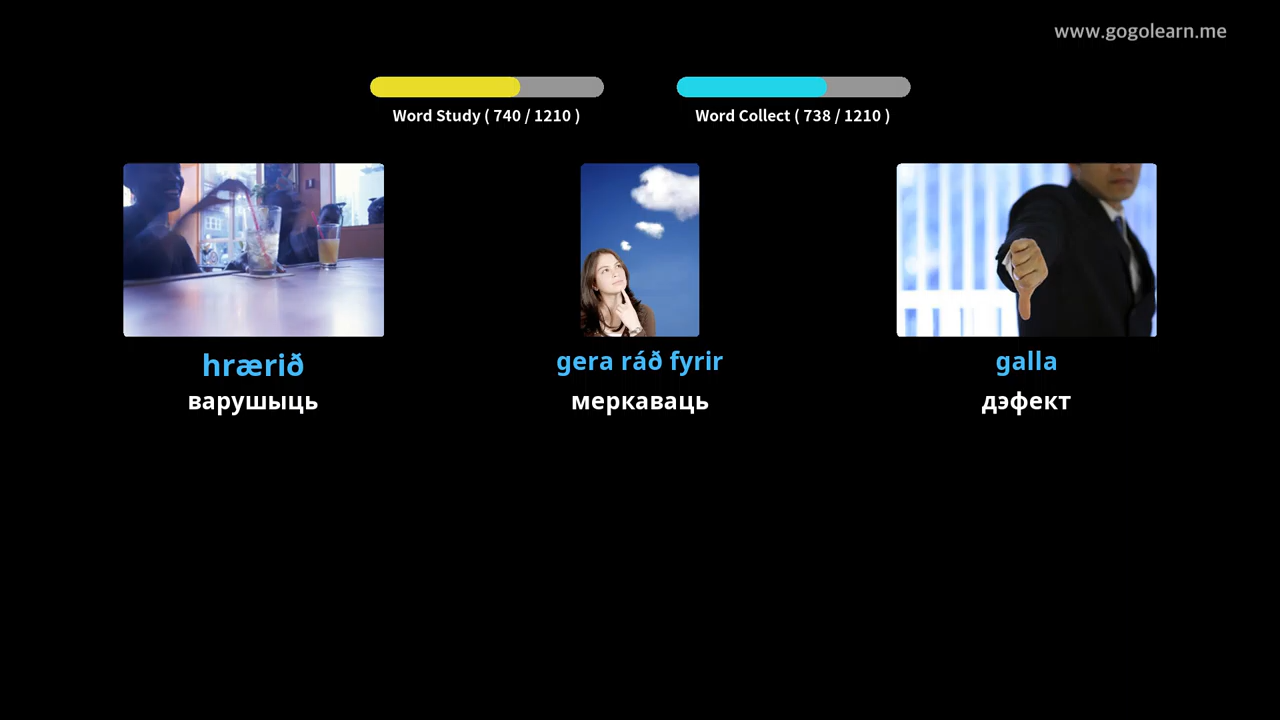 www.gogolearn.me
Word Study ( 740 / 1210 )
Word Collect ( 738 / 1210 )
hrærið
gera ráð fyrir
galla
варушыць
меркаваць
дэфект